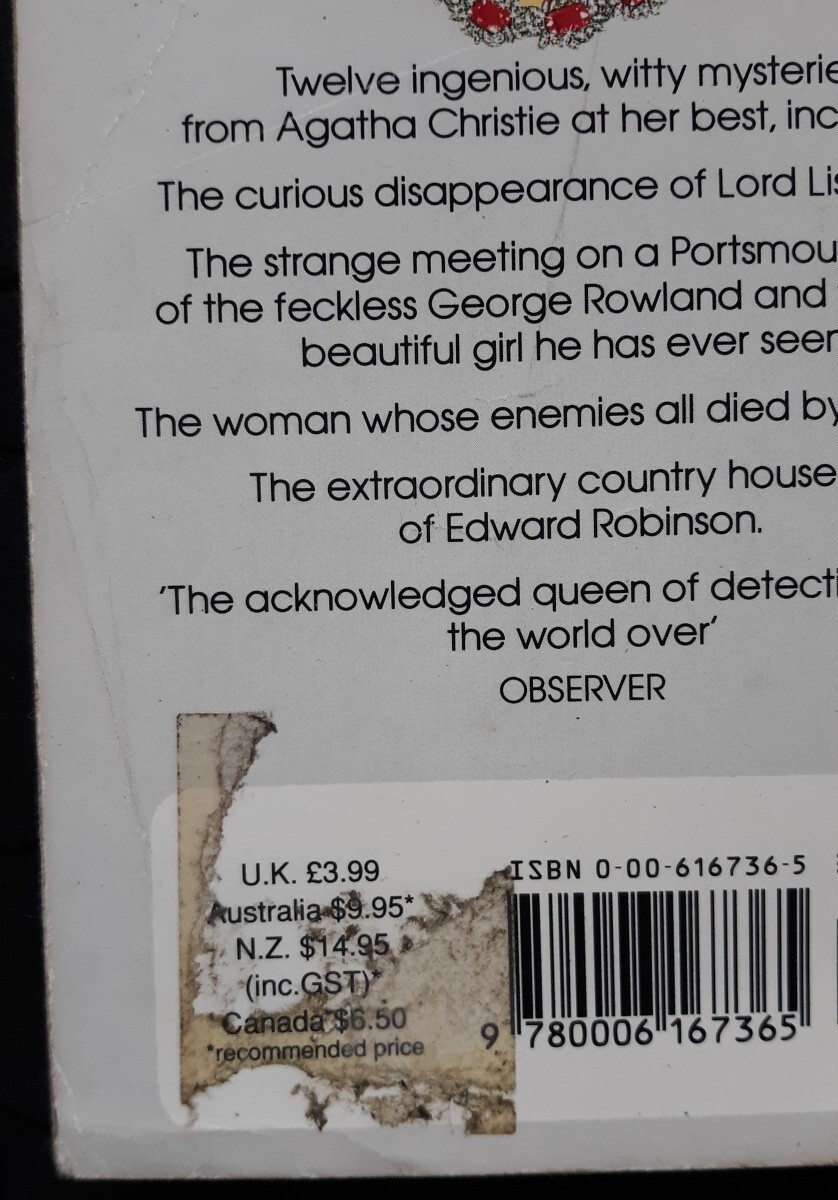 Twelve ingenious, witty mysterie
from Agatha Christie at her best, inc
The curious disappearance of Lord Lis
The strange meeting on a Portsmou
of the feckless George Rowland and
beautiful girl he has ever seen
The woman whose enemies all died by
The extraordinary country house
of Edward Robinson.
'The acknowledged queen of detecti
the world over'
OBSERVER
U.K. £3.99
Australia $9.95*
N.Z. $14.95
(inc.GST)*
Canada $6.50
*recommended price
ISBN 0-00-616736-5
9 780006 167365